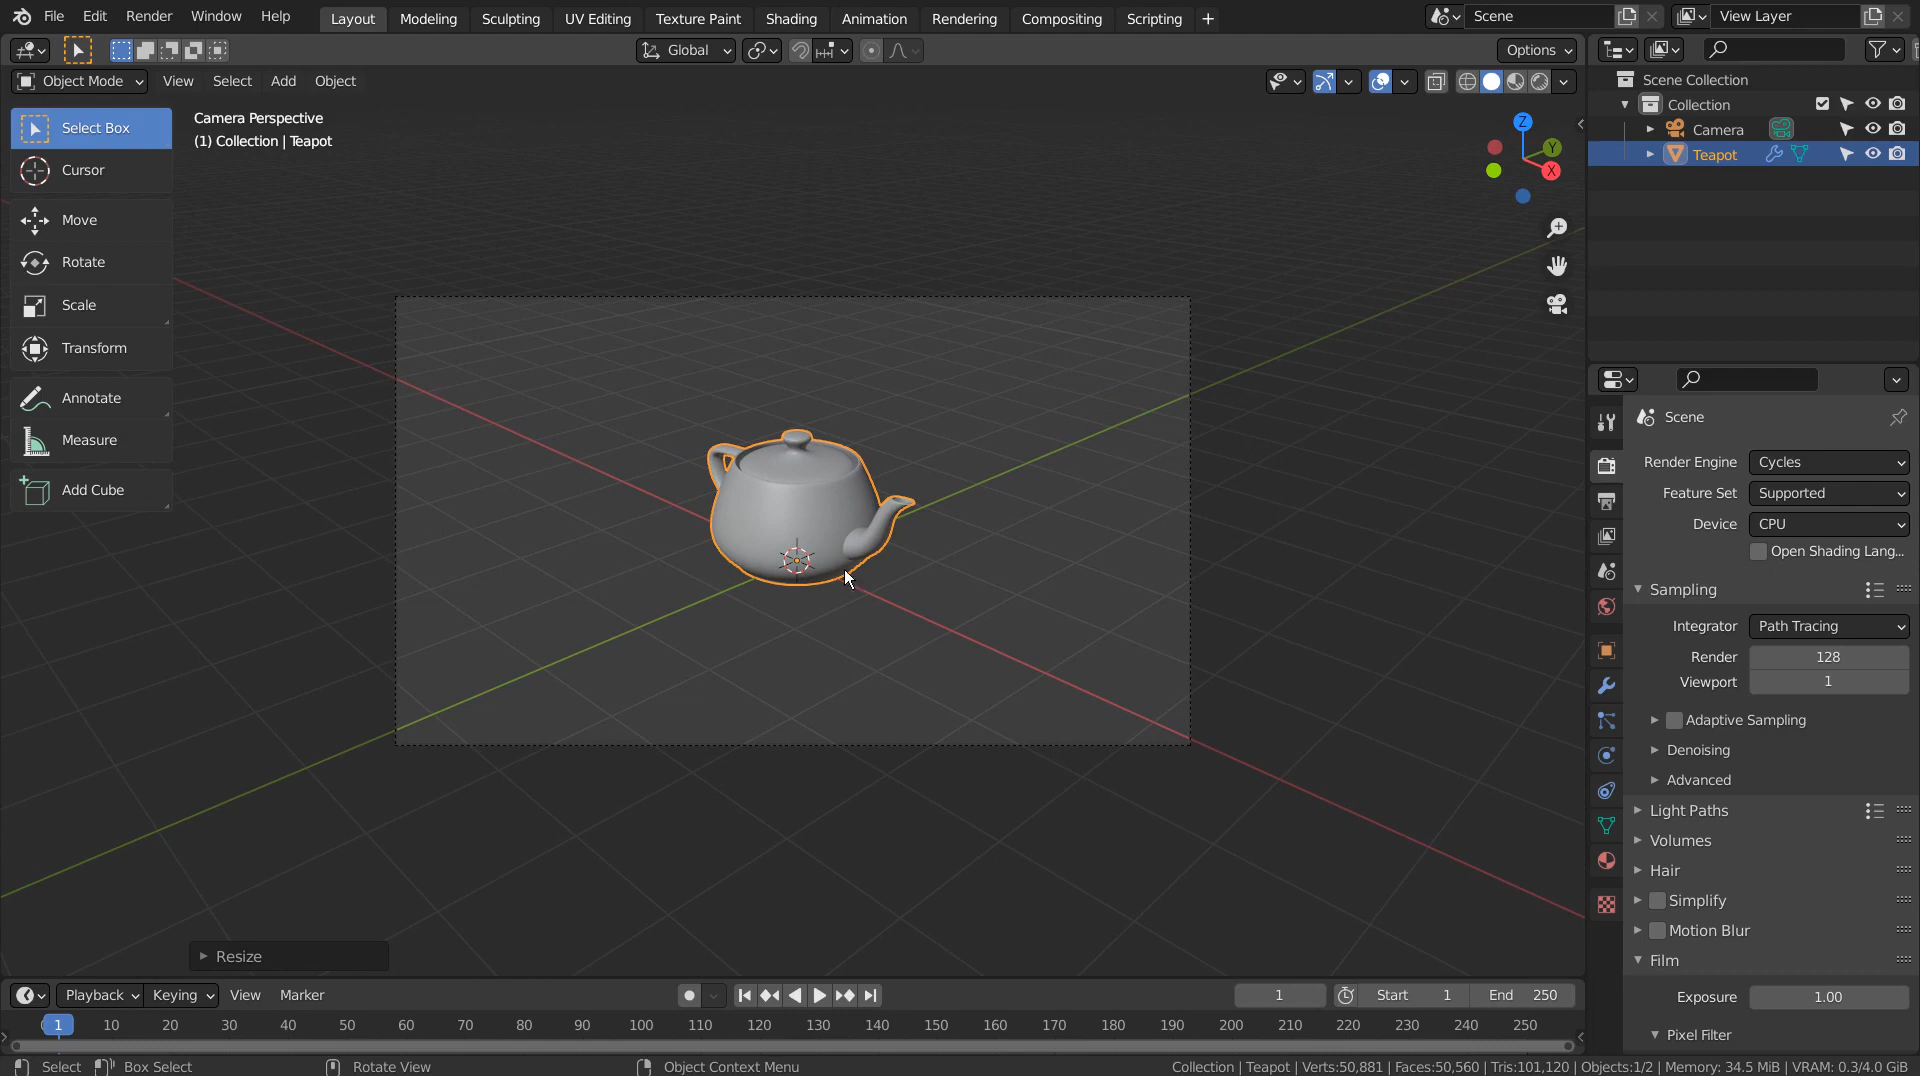 File Edit Render Window Help Layout Modeling Sculpting UV Editing Texture Paint Shading Animation Rendering Compositing Scripting + Scene View Layer
Global Options
Object Mode View Select Add Object
Select Box
Cursor
Move
Rotate
Scale
Transform
Annotate
Measure
Add Cube
Camera Perspective
(1) Collection | Teapot
Z
Y
X
Resize
Scene Collection
Collection
Camera
Teapot
Scene
Render Engine Cycles
Feature Set Supported
Device CPU
Open Shading Lang...
Sampling
Integrator Path Tracing
Render 128
Viewport 1
Adaptive Sampling
Denoising
Advanced
Light Paths
Volumes
Hair
Simplify
Motion Blur
Film
Exposure 1.00
Pixel Filter
Playback Keying View Marker 1 Start 1 End 250
1 10 20 30 40 50 60 70 80 90 100 110 120 130 140 150 160 170 180 190 200 210 220 230 240 250
Select Box Select Rotate View Object Context Menu Collection | Teapot | Verts:50,881 | Faces:50,560 | Tris:101,120 | Objects:1/2 | Memory: 34.5 MiB | VRAM: 0.3/4.0 GiB